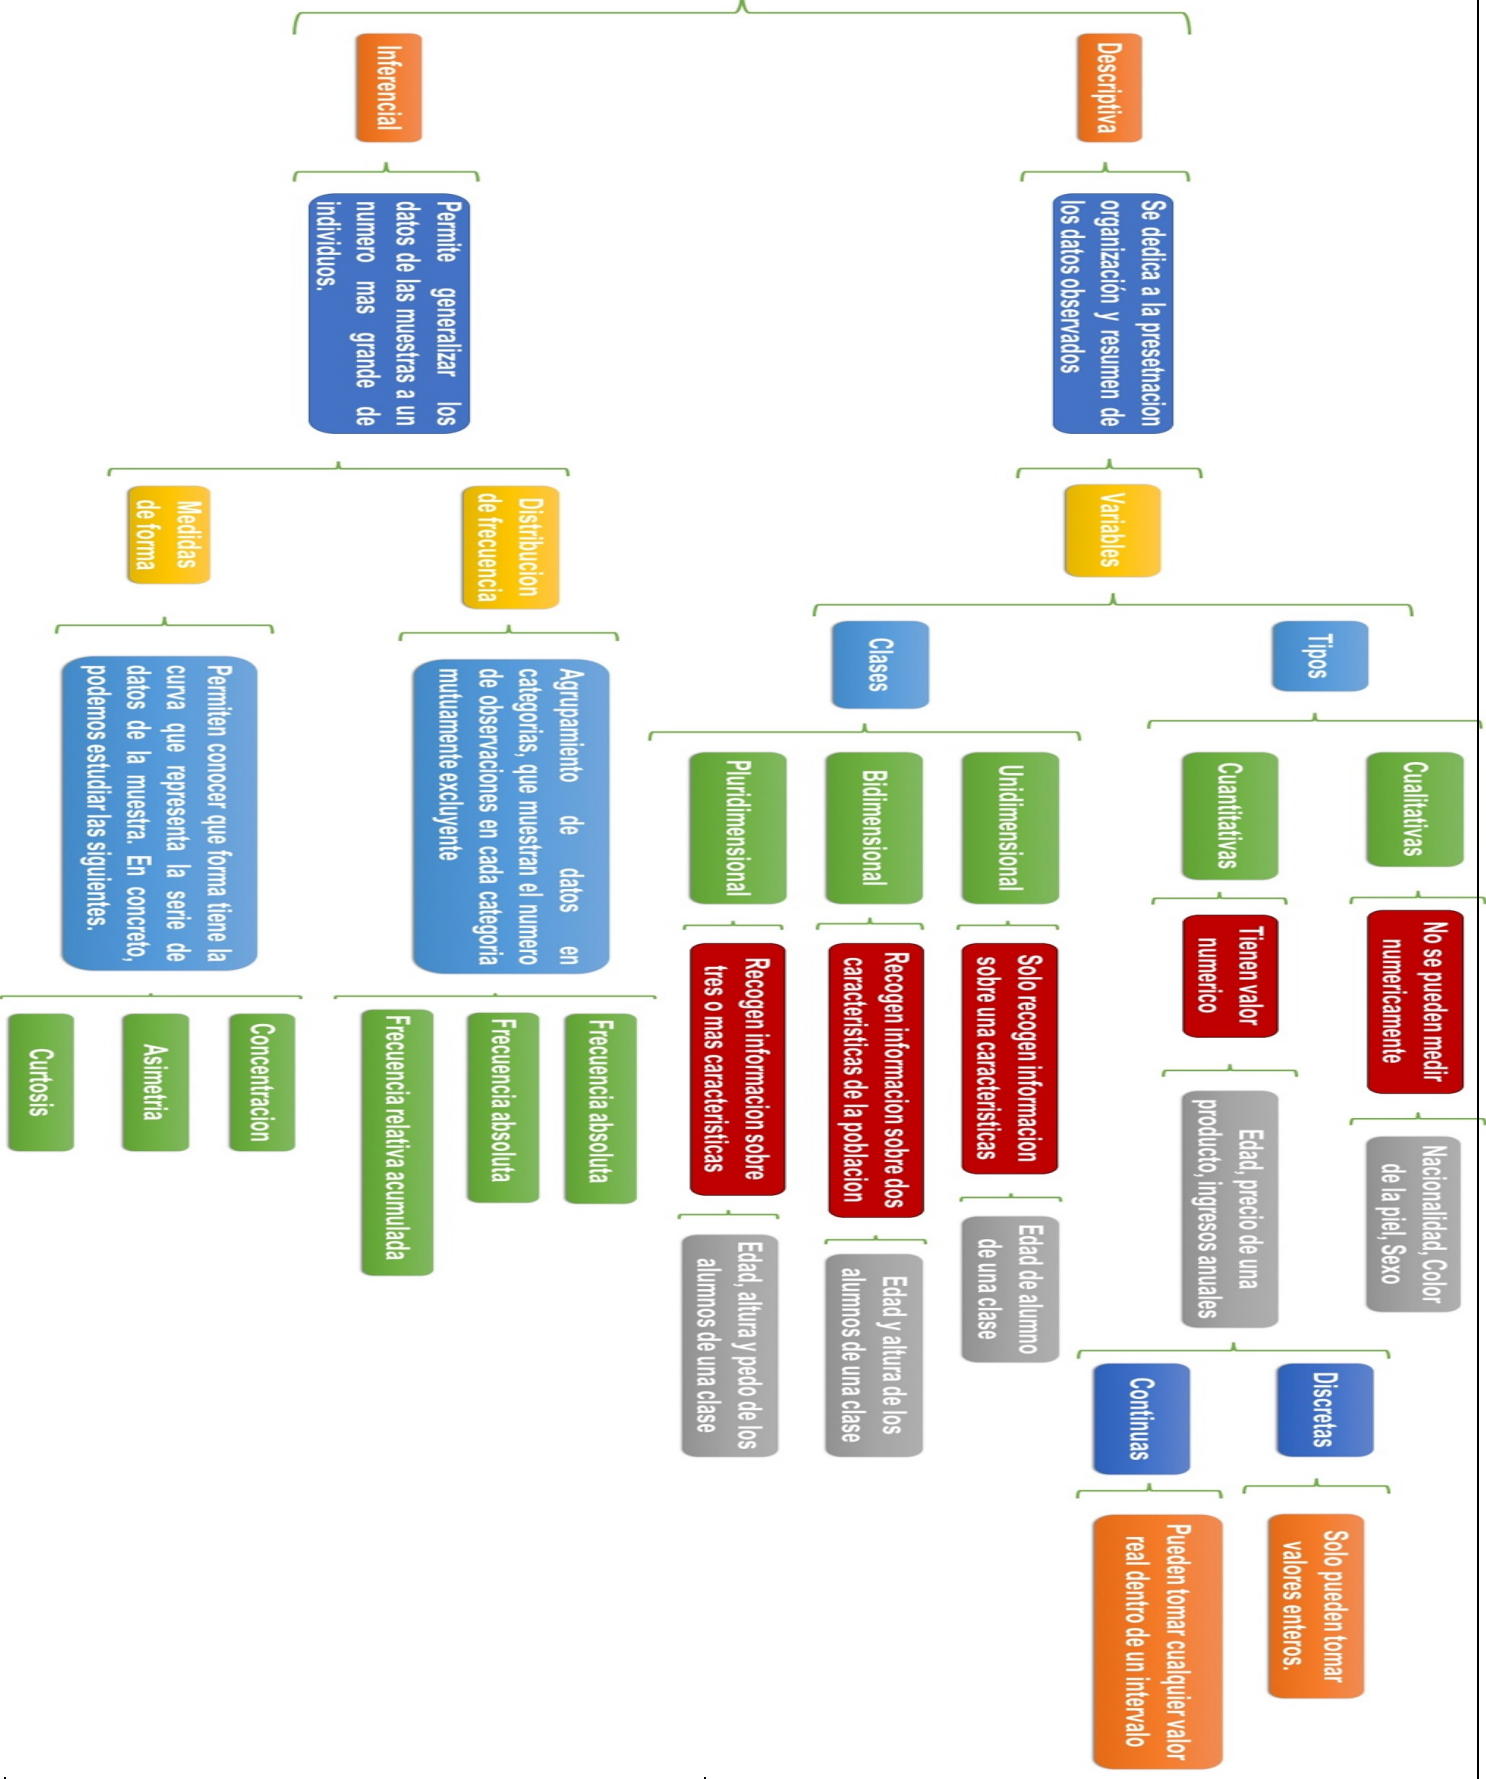 Descriptiva
Se dedica a la presetnacion
organización y resumen de
los datos observados
Variables
Tipos
Cualitativas
No se pueden medir
numericamente
Nacionalidad, Color
de la piel, Sexo
Cuantitativas
Tienen valor
numerico
Edad, precio de una
producto, ingresos anuales
Discretas
Solo pueden tomar
valores enteros.
Continuas
Pueden tomar cualquier valor
real dentro de un intervalo
Clases
Unidimensional
Solo recogen informacion
sobre una caracteristicas
Edad de alumno
de una clase
Bidimensional
Recogen informacion sobre dos
caracteristicas de la poblacion
Edad y altura de los
alumnos de una clase
Pluridimensional
Recogen informacion sobre
tres o mas caracteristicas
Edad, altura y pedo de los
alumnos de una clase
Inferencial
Permite generalizar los
datos de las muestras a un
numero mas grande de
individuos.
Distribucion
de frecuencia
Agrupamiento de datos en
categorias, que muestran el numero
de observaciones en cada categoria
mutuamente excluyente
Frecuencia absoluta
Frecuencia absoluta
Frecuencia relativa acumulada
Medidas
de forma
Permiten conocer que forma tiene la
curva que representa la serie de
datos de la muestra. En concreto,
podemos estudiar las siguientes.
Concentracion
Asimetria
Curtosis